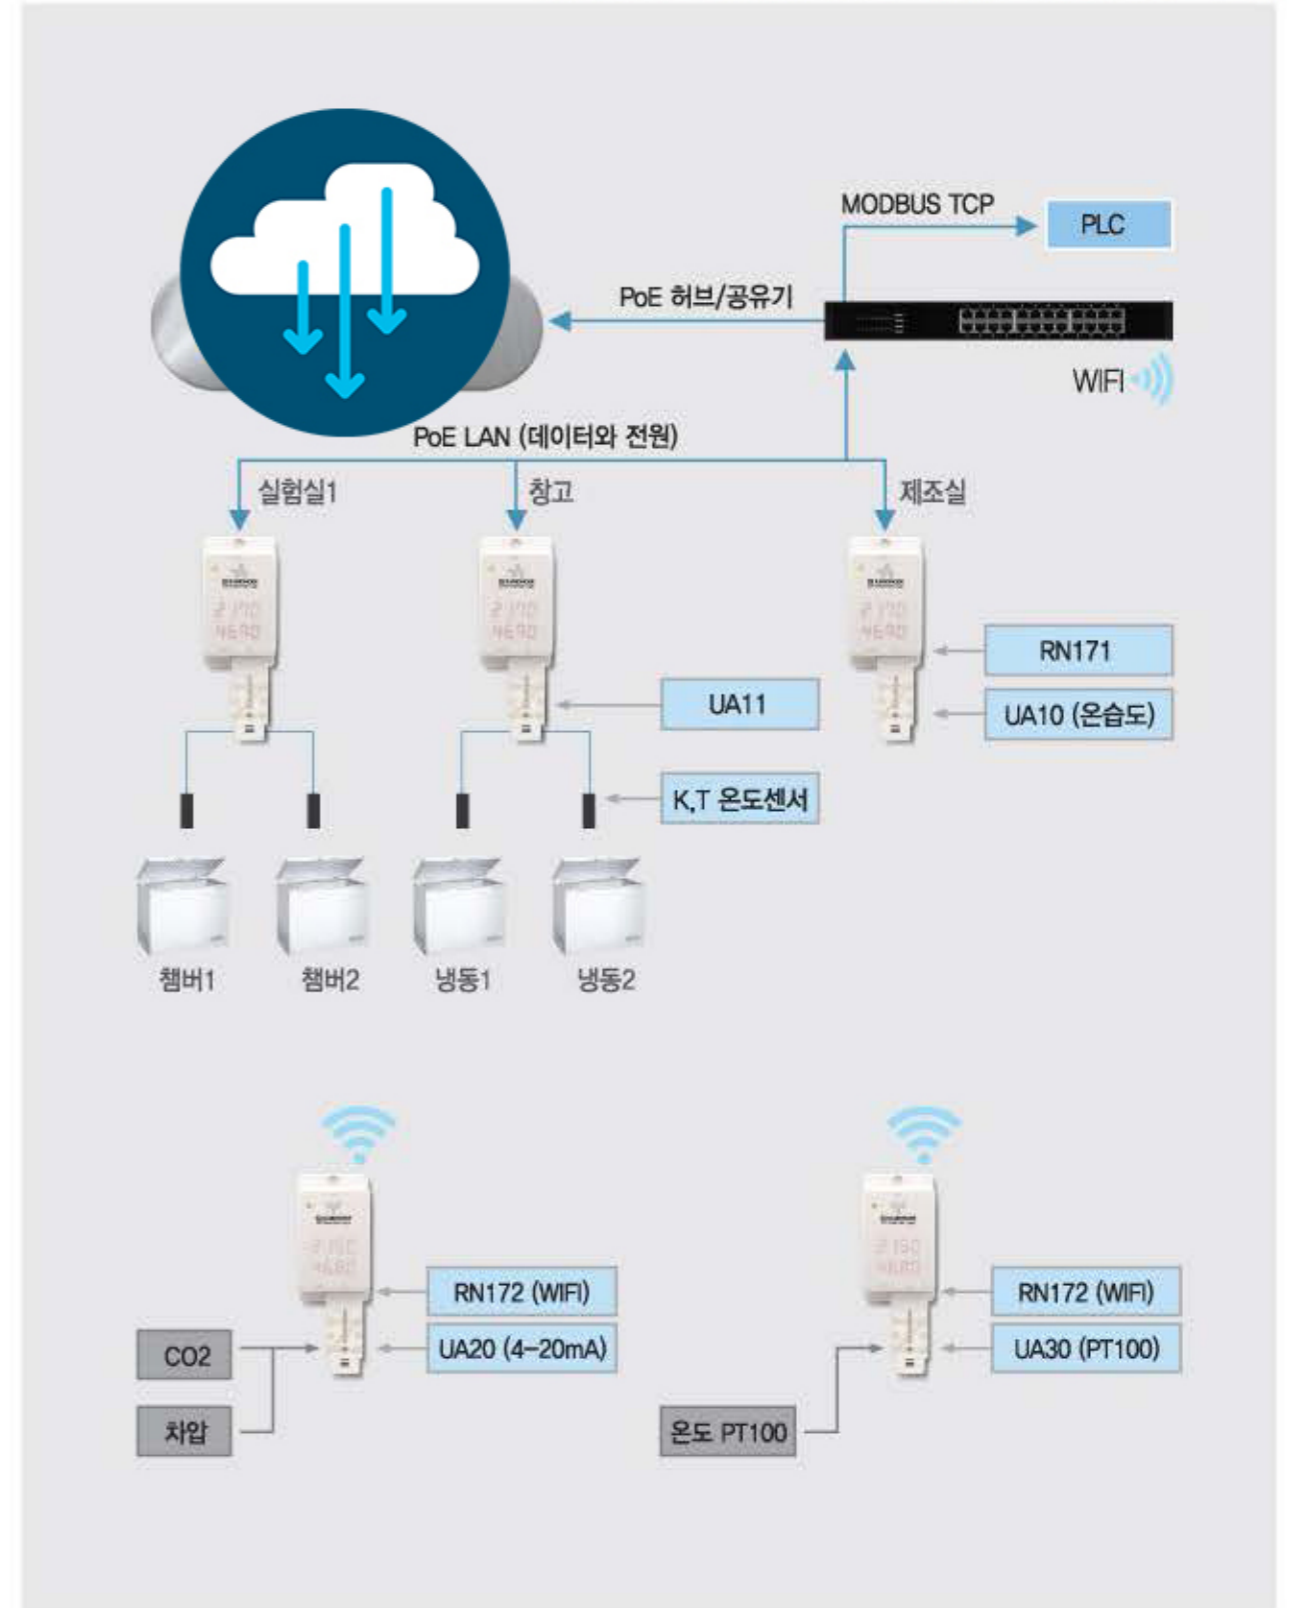 MODBUS TCP
PLC
PoE 허브/공유기
WIFI
PoE LAN (데이터와 전원)
실험실1
창고
제조실
RN171
UA11
UA10 (온습도)
K,T 온도센서
챔버1
챔버2
냉동1
냉동2
RN172 (WIFI)
RN172 (WIFI)
CO2
UA20 (4-20mA)
UA30 (PT100)
차압
온도 PT100